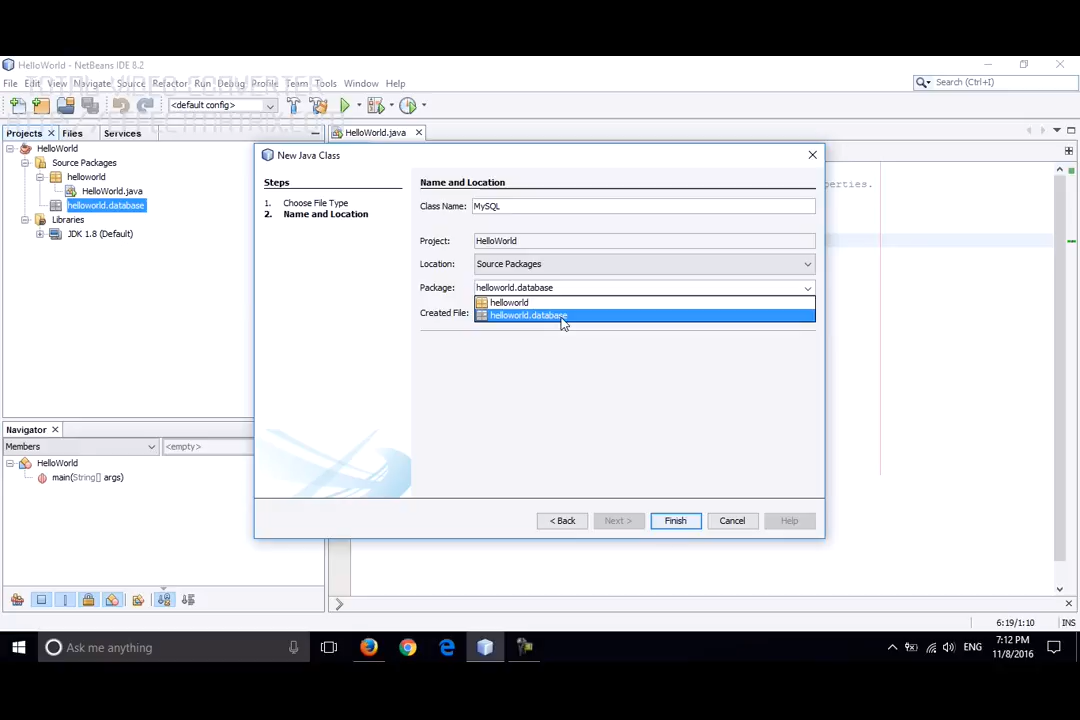 HelloWorld - NetBeans IDE 8.2
TOTAL VIDEO CONVERTER
File Edit View Navigate Source Refactor Run Debug Profile Team Tools Window Help
Search (Ctrl+I)
<default config>
Projects Files Services
HelloWorld.java
HelloWorld
Source Packages
helloworld
HelloWorld.java
helloworld.database
Libraries
JDK 1.8 (Default)
New Java Class
Steps
1. Choose File Type
2. Name and Location
Name and Location
Class Name: MySQL
Project: HelloWorld
Location: Source Packages
Package: helloworld.database
helloworld
helloworld.database
Created File:
< Back Next > Finish Cancel Help
erties.
Navigator
Members
<empty>
HelloWorld
main(String[] args)
6:19/1:10 INS
Ask me anything
ENG
7:12 PM
11/8/2016